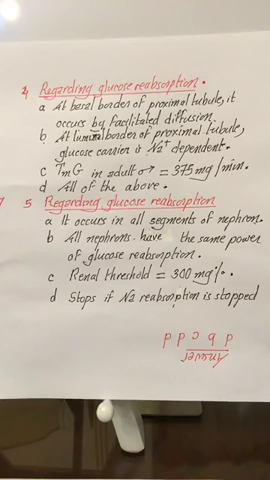 4 Regarding glucose reabsorption.
a At basal border of proximal tubule, it
occurs by facilitated diffusion.
b At luminal border of proximal tubule,
glucose carrier is Na+ dependent.
c TmG in adult ♂ = 375 mg/min.
d All of the above.
5 Regarding glucose reabsorption
a It occurs in all segments of nephron.
b All nephrons have the same power
of glucose reabsorption.
c Renal threshold = 300 mg%.
d Stops if Na reabsorption is stopped
Answer
d b c d d